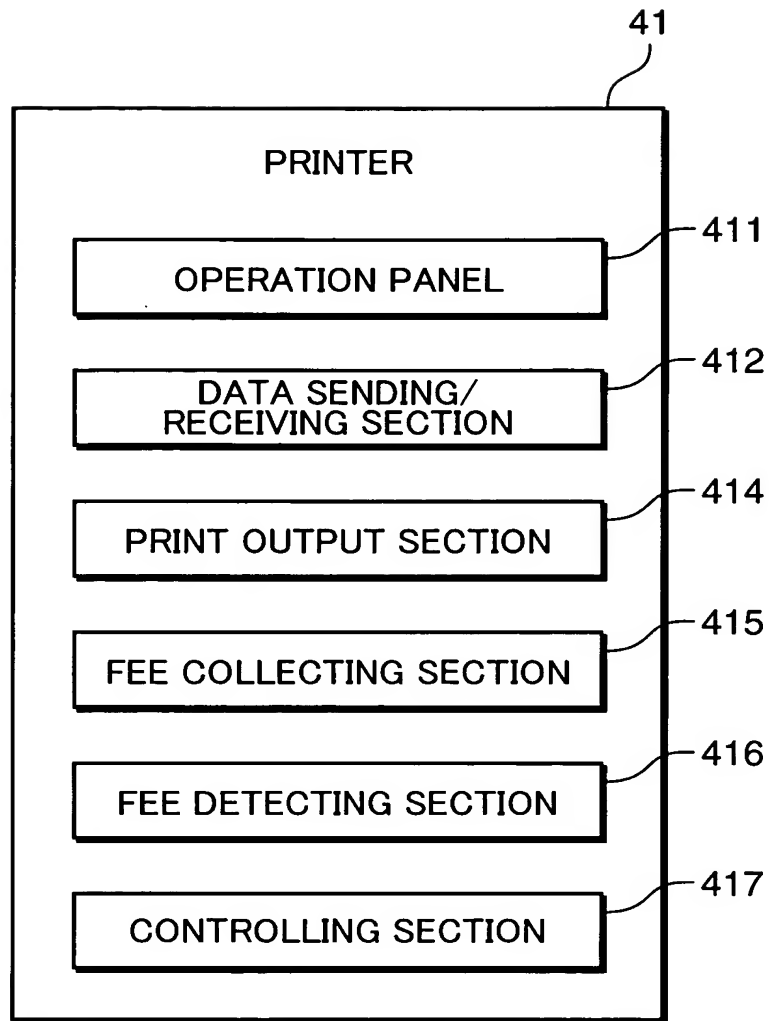 41
PRINTER
411
OPERATION PANEL
412
DATA SENDING/
RECEIVING SECTION
414
PRINT OUTPUT SECTION
415
FEE COLLECTING SECTION
416
FEE DETECTING SECTION
417
CONTROLLING SECTION